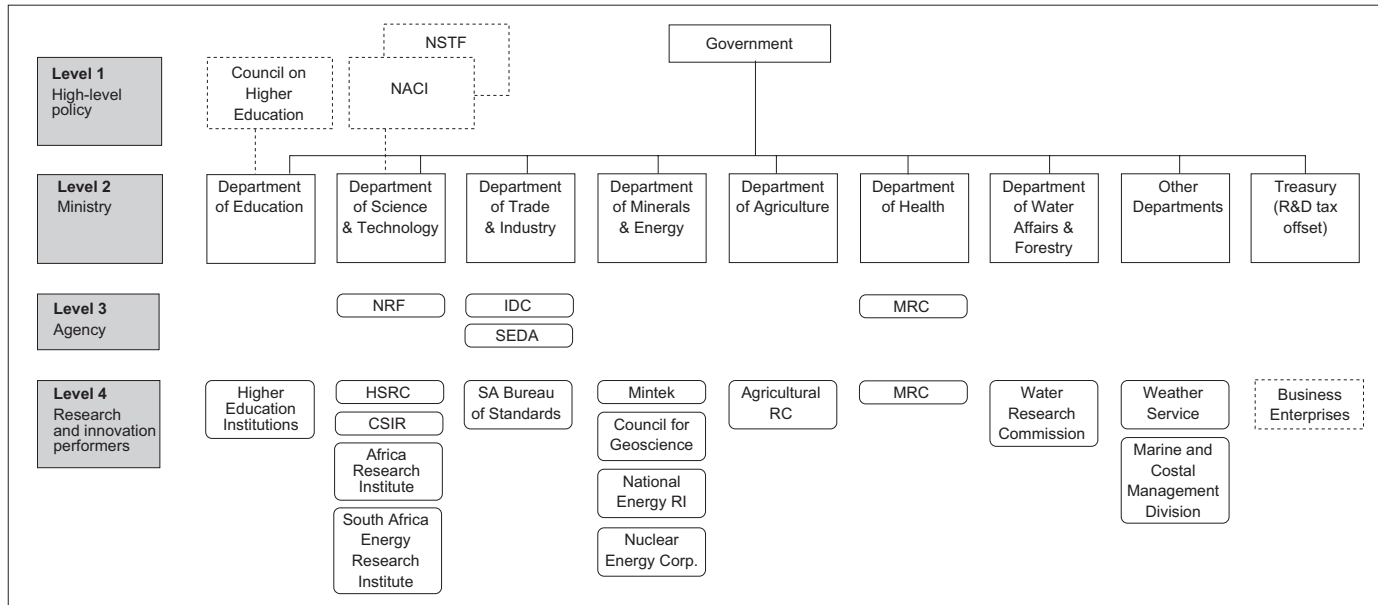 NSTF
Government
Level 1
High-level
policy
Council on
Higher
Education
NACI
Level 2
Ministry
Department
of Education
Department
of Science
& Technology
Department
of Trade
& Industry
Department
of Minerals
& Energy
Department
of Agriculture
Department
of Health
Department
of Water
Affairs &
Forestry
Other
Departments
Treasury
(R&D tax
offset)
Level 3
Agency
NRF
IDC
SEDA
MRC
Level 4
Research
and innovation
performers
Higher
Education
Institutions
HSRC
CSIR
Africa
Research
Institute
South Africa
Energy
Research
Institute
SA Bureau
of Standards
Mintek
Council for
Geoscience
National
Energy RI
Nuclear
Energy Corp.
Agricultural
RC
MRC
Water
Research
Commission
Weather
Service
Marine and
Costal
Management
Division
Business
Enterprises